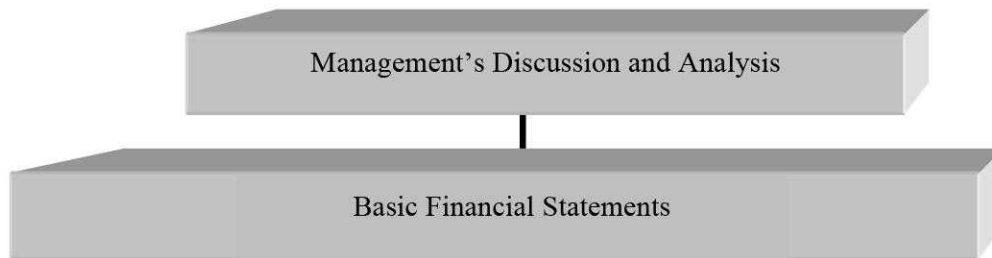 Management’s Discussion and Analysis
Basic Financial Statements